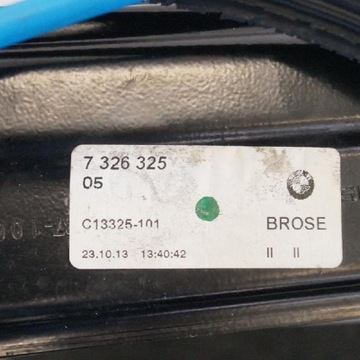 7 326 325
05
C13325-101
BROSE
23.10.13 13:40:42
II II